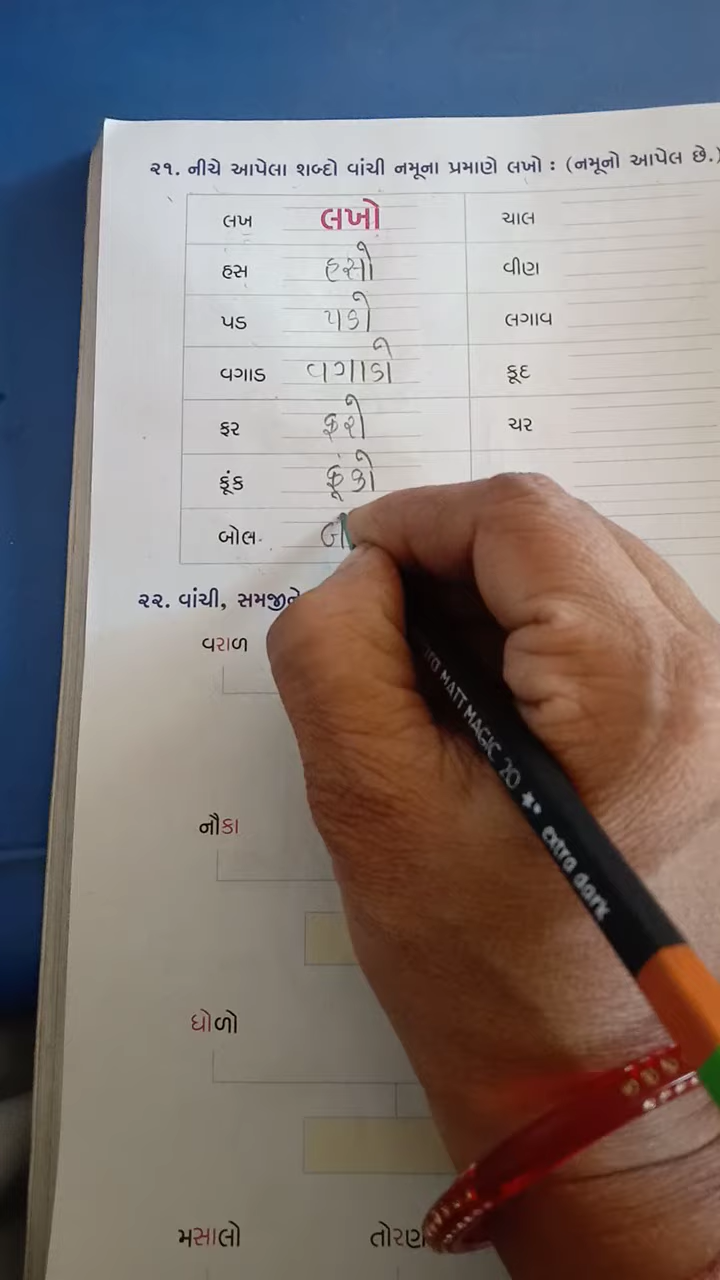 ૨૧. નીચે આપેલા શબ્દો વાંચી નમૂના પ્રમાણે લખો : (નમૂનો આપેલ છે.)
લખ લખો ચાલ
હસ હસો વીણ
પડ પડો લગાવ
વગાડ વગાડો કૂદ
ફર ફરો ચર
ફૂંક ફૂંકો
બોલ
૨૨. વાંચી, સમજીને
વરાળ
નૌકા
ધોળો
મસાલો તોરણ
MATT MAGIC 20 extra dark